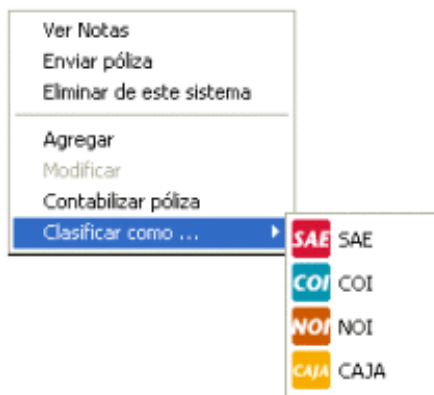 Ver Notas
Enviar póliza
Eliminar de este sistema
Agregar
Modificar
Contabilizar póliza
Clasificar como ...
SAE SAE
COI COI
NOI NOI
CAJA CAJA